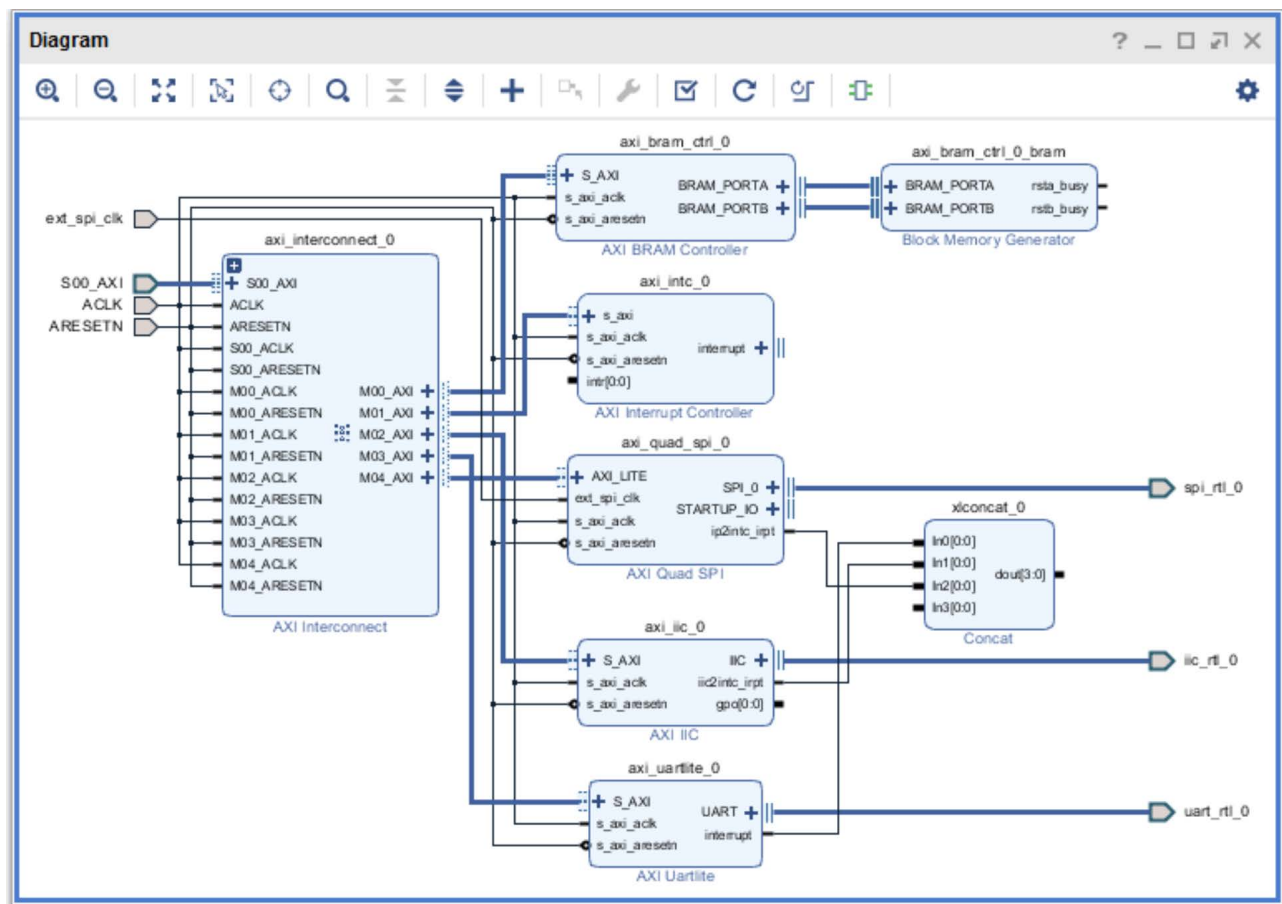 Diagram
axi_bram_ctrl_0
S_AXI
s_axi_aclk
s_axi_aresetn
BRAM_PORTA
BRAM_PORTB
AXI BRAM Controller
axi_bram_ctrl_0_bram
BRAM_PORTA
BRAM_PORTB
rsta_busy
rstb_busy
Block Memory Generator
ext_spi_clk
S00_AXI
ACLK
ARESETN
axi_interconnect_0
S00_AXI
ACLK
ARESETN
S00_ACLK
S00_ARESETN
M00_ACLK
M00_ARESETN
M01_ACLK
M01_ARESETN
M02_ACLK
M02_ARESETN
M03_ACLK
M03_ARESETN
M04_ACLK
M04_ARESETN
M00_AXI
M01_AXI
M02_AXI
M03_AXI
M04_AXI
AXI Interconnect
axi_intc_0
s_axi
s_axi_aclk
s_axi_aresetn
intr[0:0]
interrupt
AXI Interrupt Controller
axi_quad_spi_0
AXI_LITE
ext_spi_clk
s_axi_aclk
s_axi_aresetn
SPI_0
STARTUP_IO
ip2intc_irpt
AXI Quad SPI
spi_rtl_0
xlconcat_0
In0[0:0]
In1[0:0]
In2[0:0]
In3[0:0]
dout[3:0]
Concat
axi_iic_0
S_AXI
s_axi_aclk
s_axi_aresetn
IIC
iic2intc_irpt
gpo[0:0]
AXI IIC
iic_rtl_0
axi_uartlite_0
S_AXI
s_axi_aclk
s_axi_aresetn
UART
interrupt
AXI Uartlite
uart_rtl_0